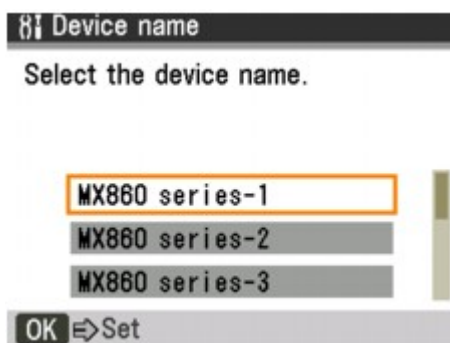 Device name
Select the device name.
MX860 series-1
MX860 series-2
MX860 series-3
OK Set